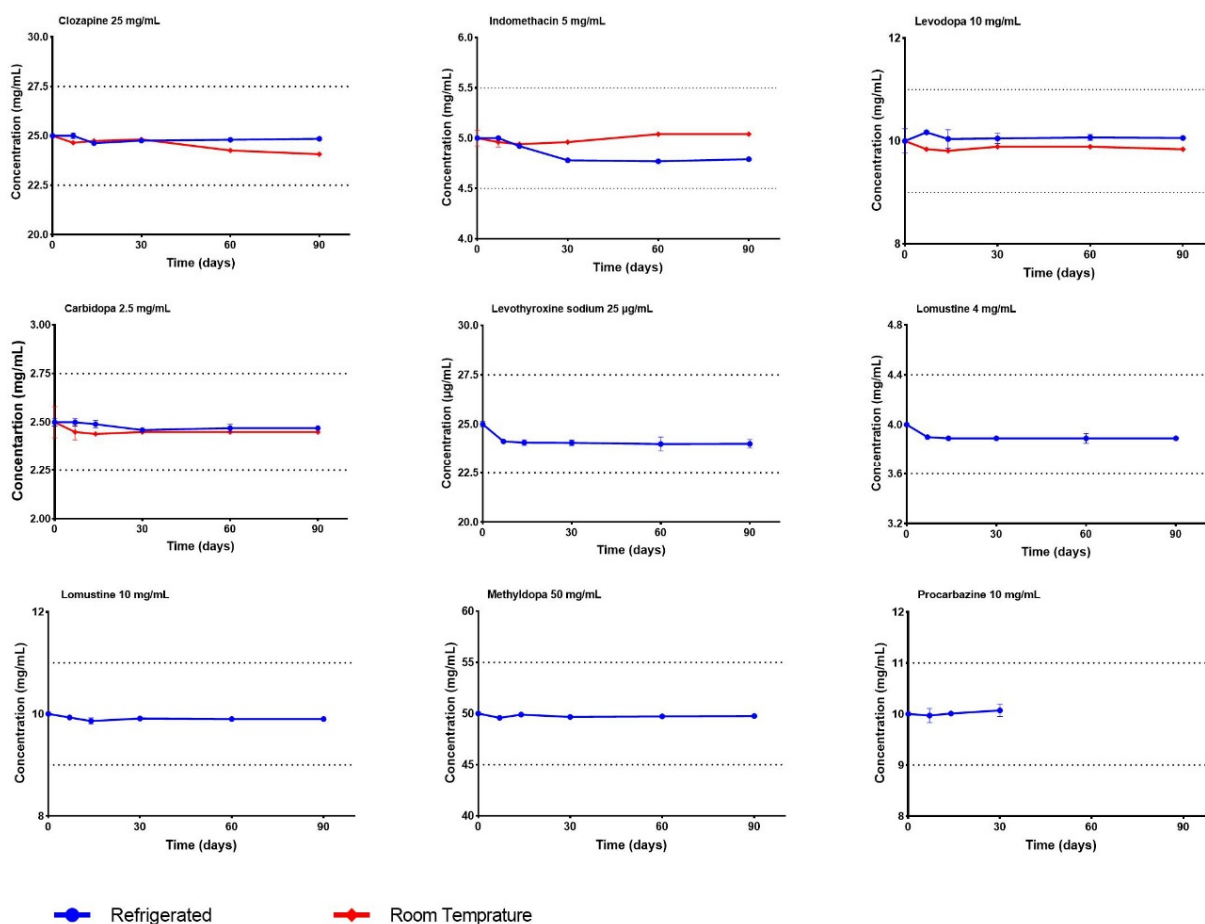 Clozapine 25 mg/mL
30.0
27.5
25.0
22.5
20.0
Concentration (mg/mL)
0 30 60 90
Time (days)
Indomethacin 5 mg/mL
6.0
5.5
5.0
4.5
4.0
Concentration (mg/mL)
0 30 60 90
Time (days)
Levodopa 10 mg/mL
12
10
8
Concentration (mg/mL)
0 30 60 90
Time (days)
Carbidopa 2.5 mg/mL
3.00
2.75
2.50
2.25
2.00
Concentartion (mg/mL)
0 30 60 90
Time (days)
Levothyroxine sodium 25 µg/mL
30.0
27.5
25.0
22.5
20.0
Concentration (µg/mL)
0 30 60 90
Time (days)
Lomustine 4 mg/mL
4.8
4.4
4.0
3.6
3.2
Concentration (mg/mL)
0 30 60 90
Time (days)
Lomustine 10 mg/mL
12
10
8
Concentration (mg/mL)
0 30 60 90
Time (days)
Methyldopa 50 mg/mL
60
55
50
45
40
Concentration (mg/mL)
0 30 60 90
Time (days)
Procarbazine 10 mg/mL
12
11
10
9
8
Concentration (mg/mL)
0 30 60 90
Time (days)
Refrigerated
Room Temprature